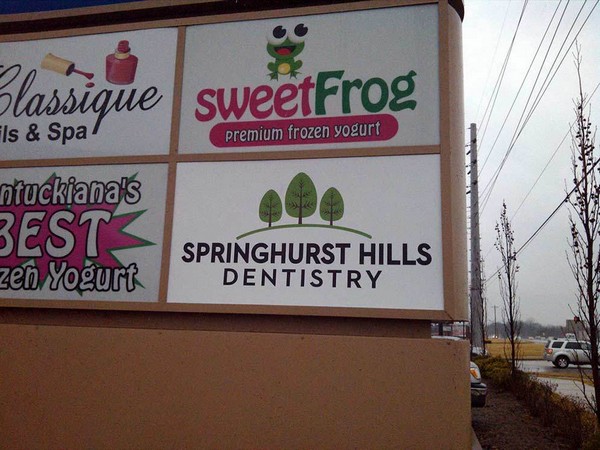 Classique
ils & Spa
sweetFrog
premium frozen yogurt
ntuckiana's
BEST
zen Yogurt
SPRINGHURST HILLS
DENTISTRY